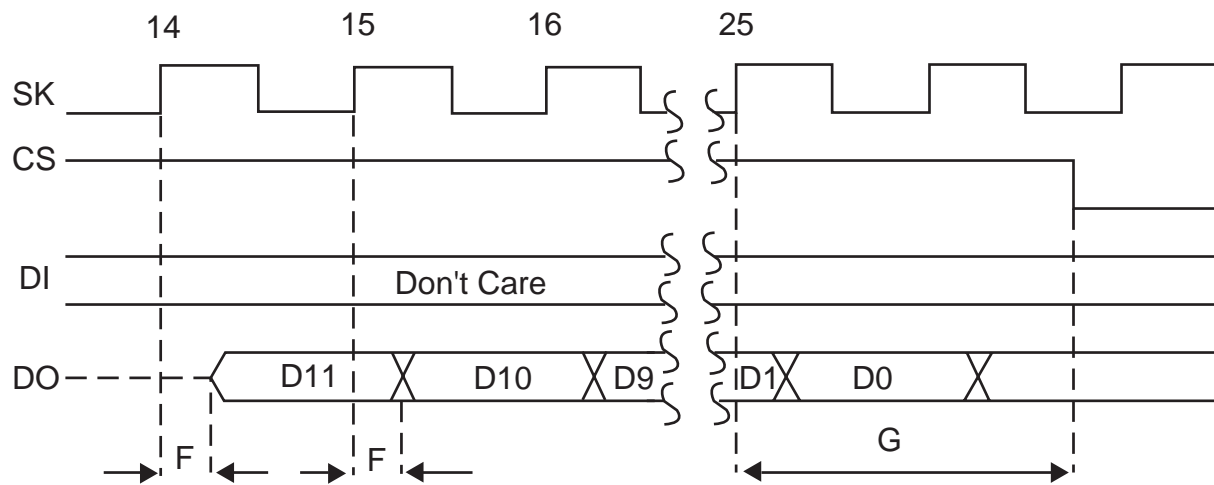 14 15 16 25
SK
CS
DI Don't Care
DO D11 D10 D9 D1 D0
F F G